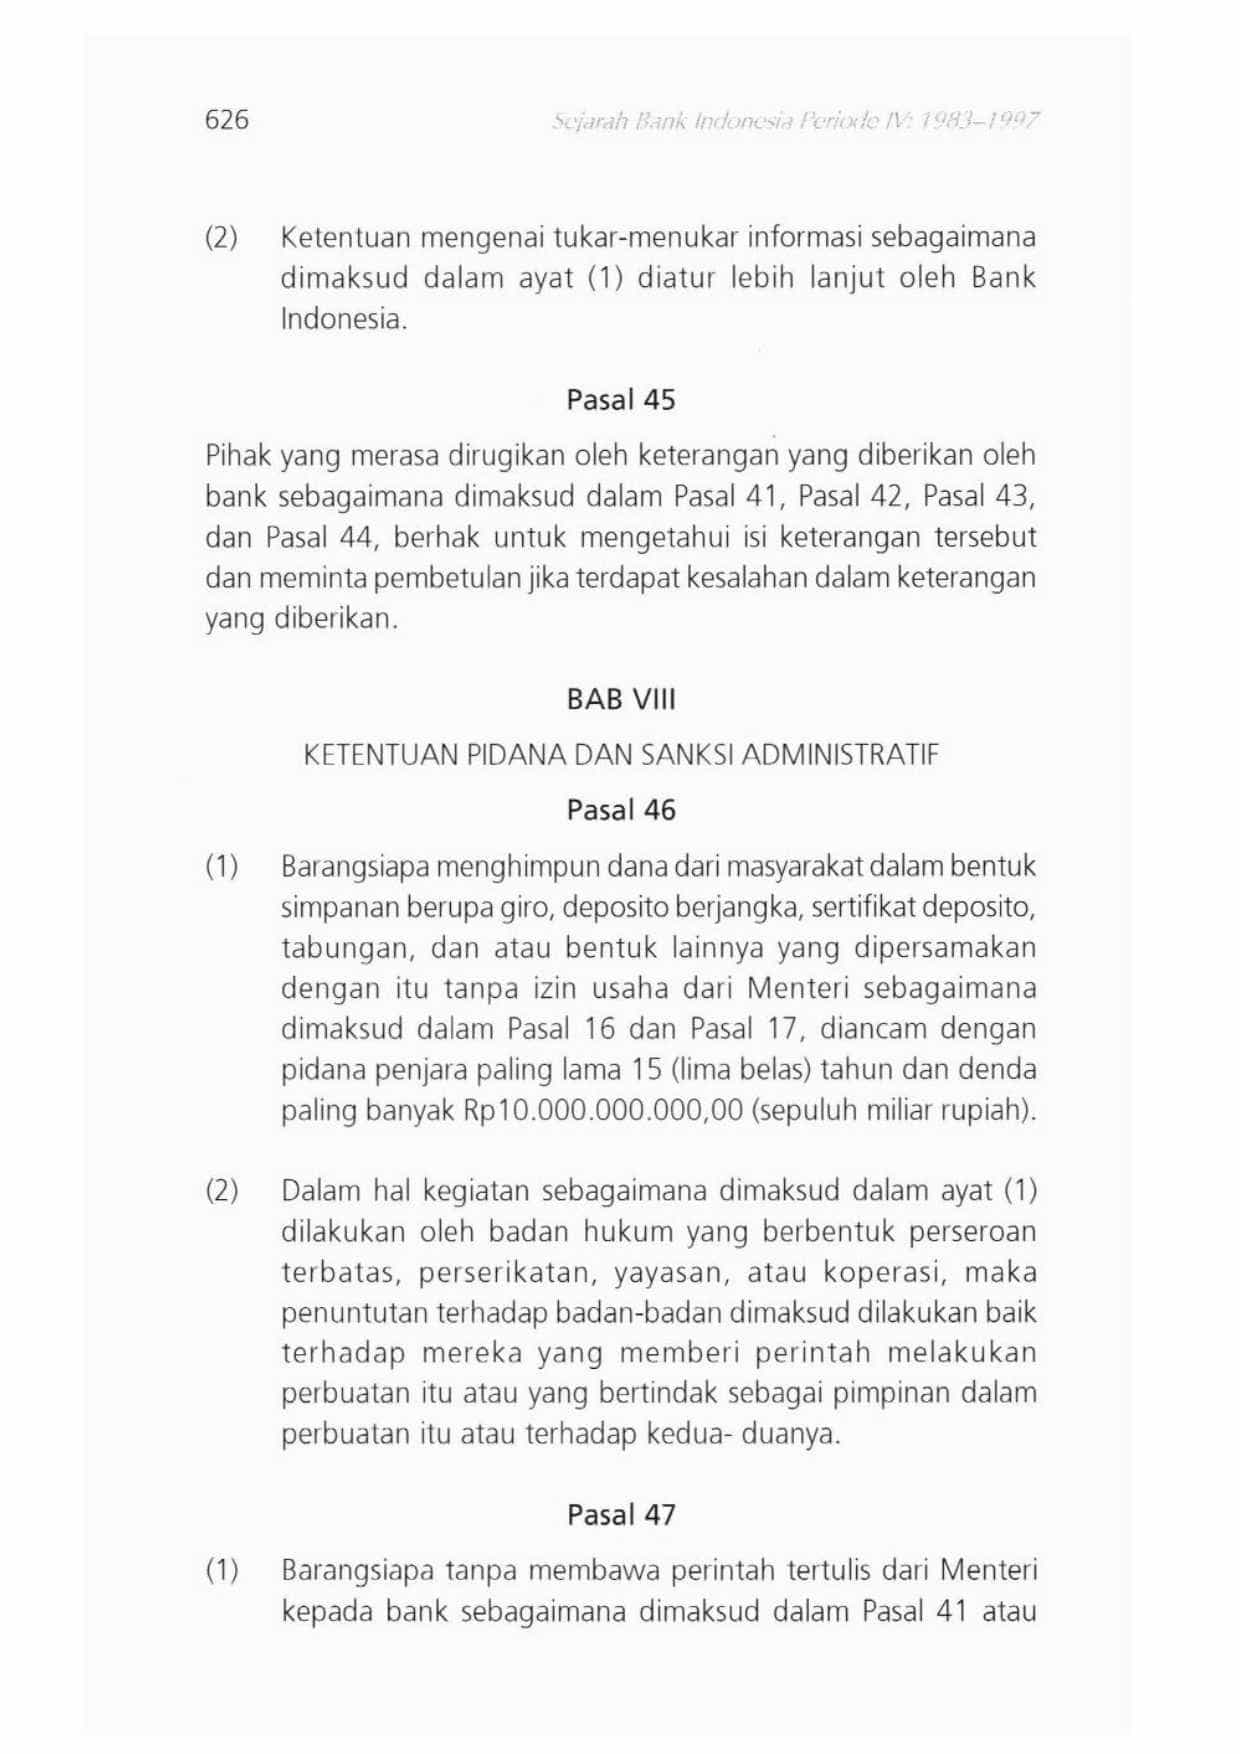 626
Sejarah Bank Indonesia Periode IV: 1983–1997
(2) Ketentuan mengenai tukar-menukar informasi sebagaimana
dimaksud dalam ayat (1) diatur lebih lanjut oleh Bank
Indonesia.
Pasal 45
Pihak yang merasa dirugikan oleh keterangan yang diberikan oleh
bank sebagaimana dimaksud dalam Pasal 41, Pasal 42, Pasal 43,
dan Pasal 44, berhak untuk mengetahui isi keterangan tersebut
dan meminta pembetulan jika terdapat kesalahan dalam keterangan
yang diberikan.
BAB VIII
KETENTUAN PIDANA DAN SANKSI ADMINISTRATIF
Pasal 46
(1) Barangsiapa menghimpun dana dari masyarakat dalam bentuk
simpanan berupa giro, deposito berjangka, sertifikat deposito,
tabungan, dan atau bentuk lainnya yang dipersamakan
dengan itu tanpa izin usaha dari Menteri sebagaimana
dimaksud dalam Pasal 16 dan Pasal 17, diancam dengan
pidana penjara paling lama 15 (lima belas) tahun dan denda
paling banyak Rp10.000.000.000,00 (sepuluh miliar rupiah).
(2) Dalam hal kegiatan sebagaimana dimaksud dalam ayat (1)
dilakukan oleh badan hukum yang berbentuk perseroan
terbatas, perserikatan, yayasan, atau koperasi, maka
penuntutan terhadap badan-badan dimaksud dilakukan baik
terhadap mereka yang memberi perintah melakukan
perbuatan itu atau yang bertindak sebagai pimpinan dalam
perbuatan itu atau terhadap kedua- duanya.
Pasal 47
(1) Barangsiapa tanpa membawa perintah tertulis dari Menteri
kepada bank sebagaimana dimaksud dalam Pasal 41 atau